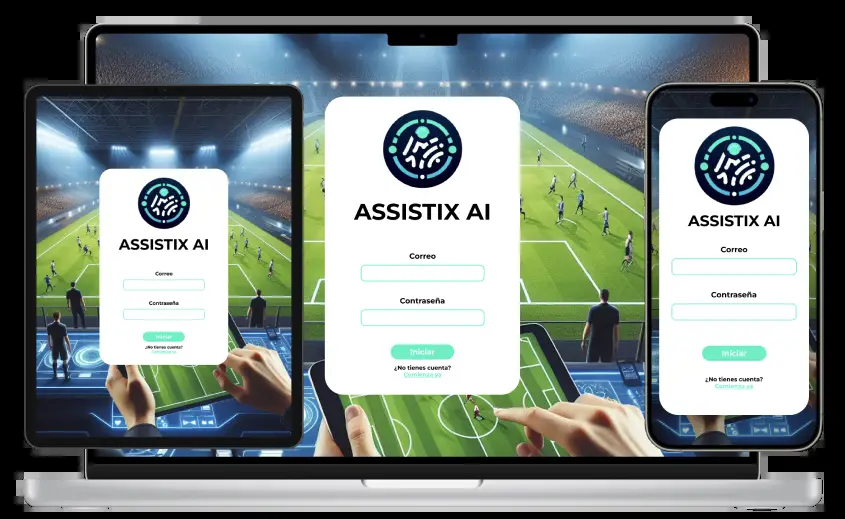 ASSISTIX AI
Correo
Contraseña
Iniciar
¿No tienes cuenta?
Comienza ya
ASSISTIX AI
Correo
Contraseña
Iniciar
¿No tienes cuenta?
Comienza ya
ASSISTIX AI
Correo
Contraseña
Iniciar
¿No tienes cuenta?
Comienza ya